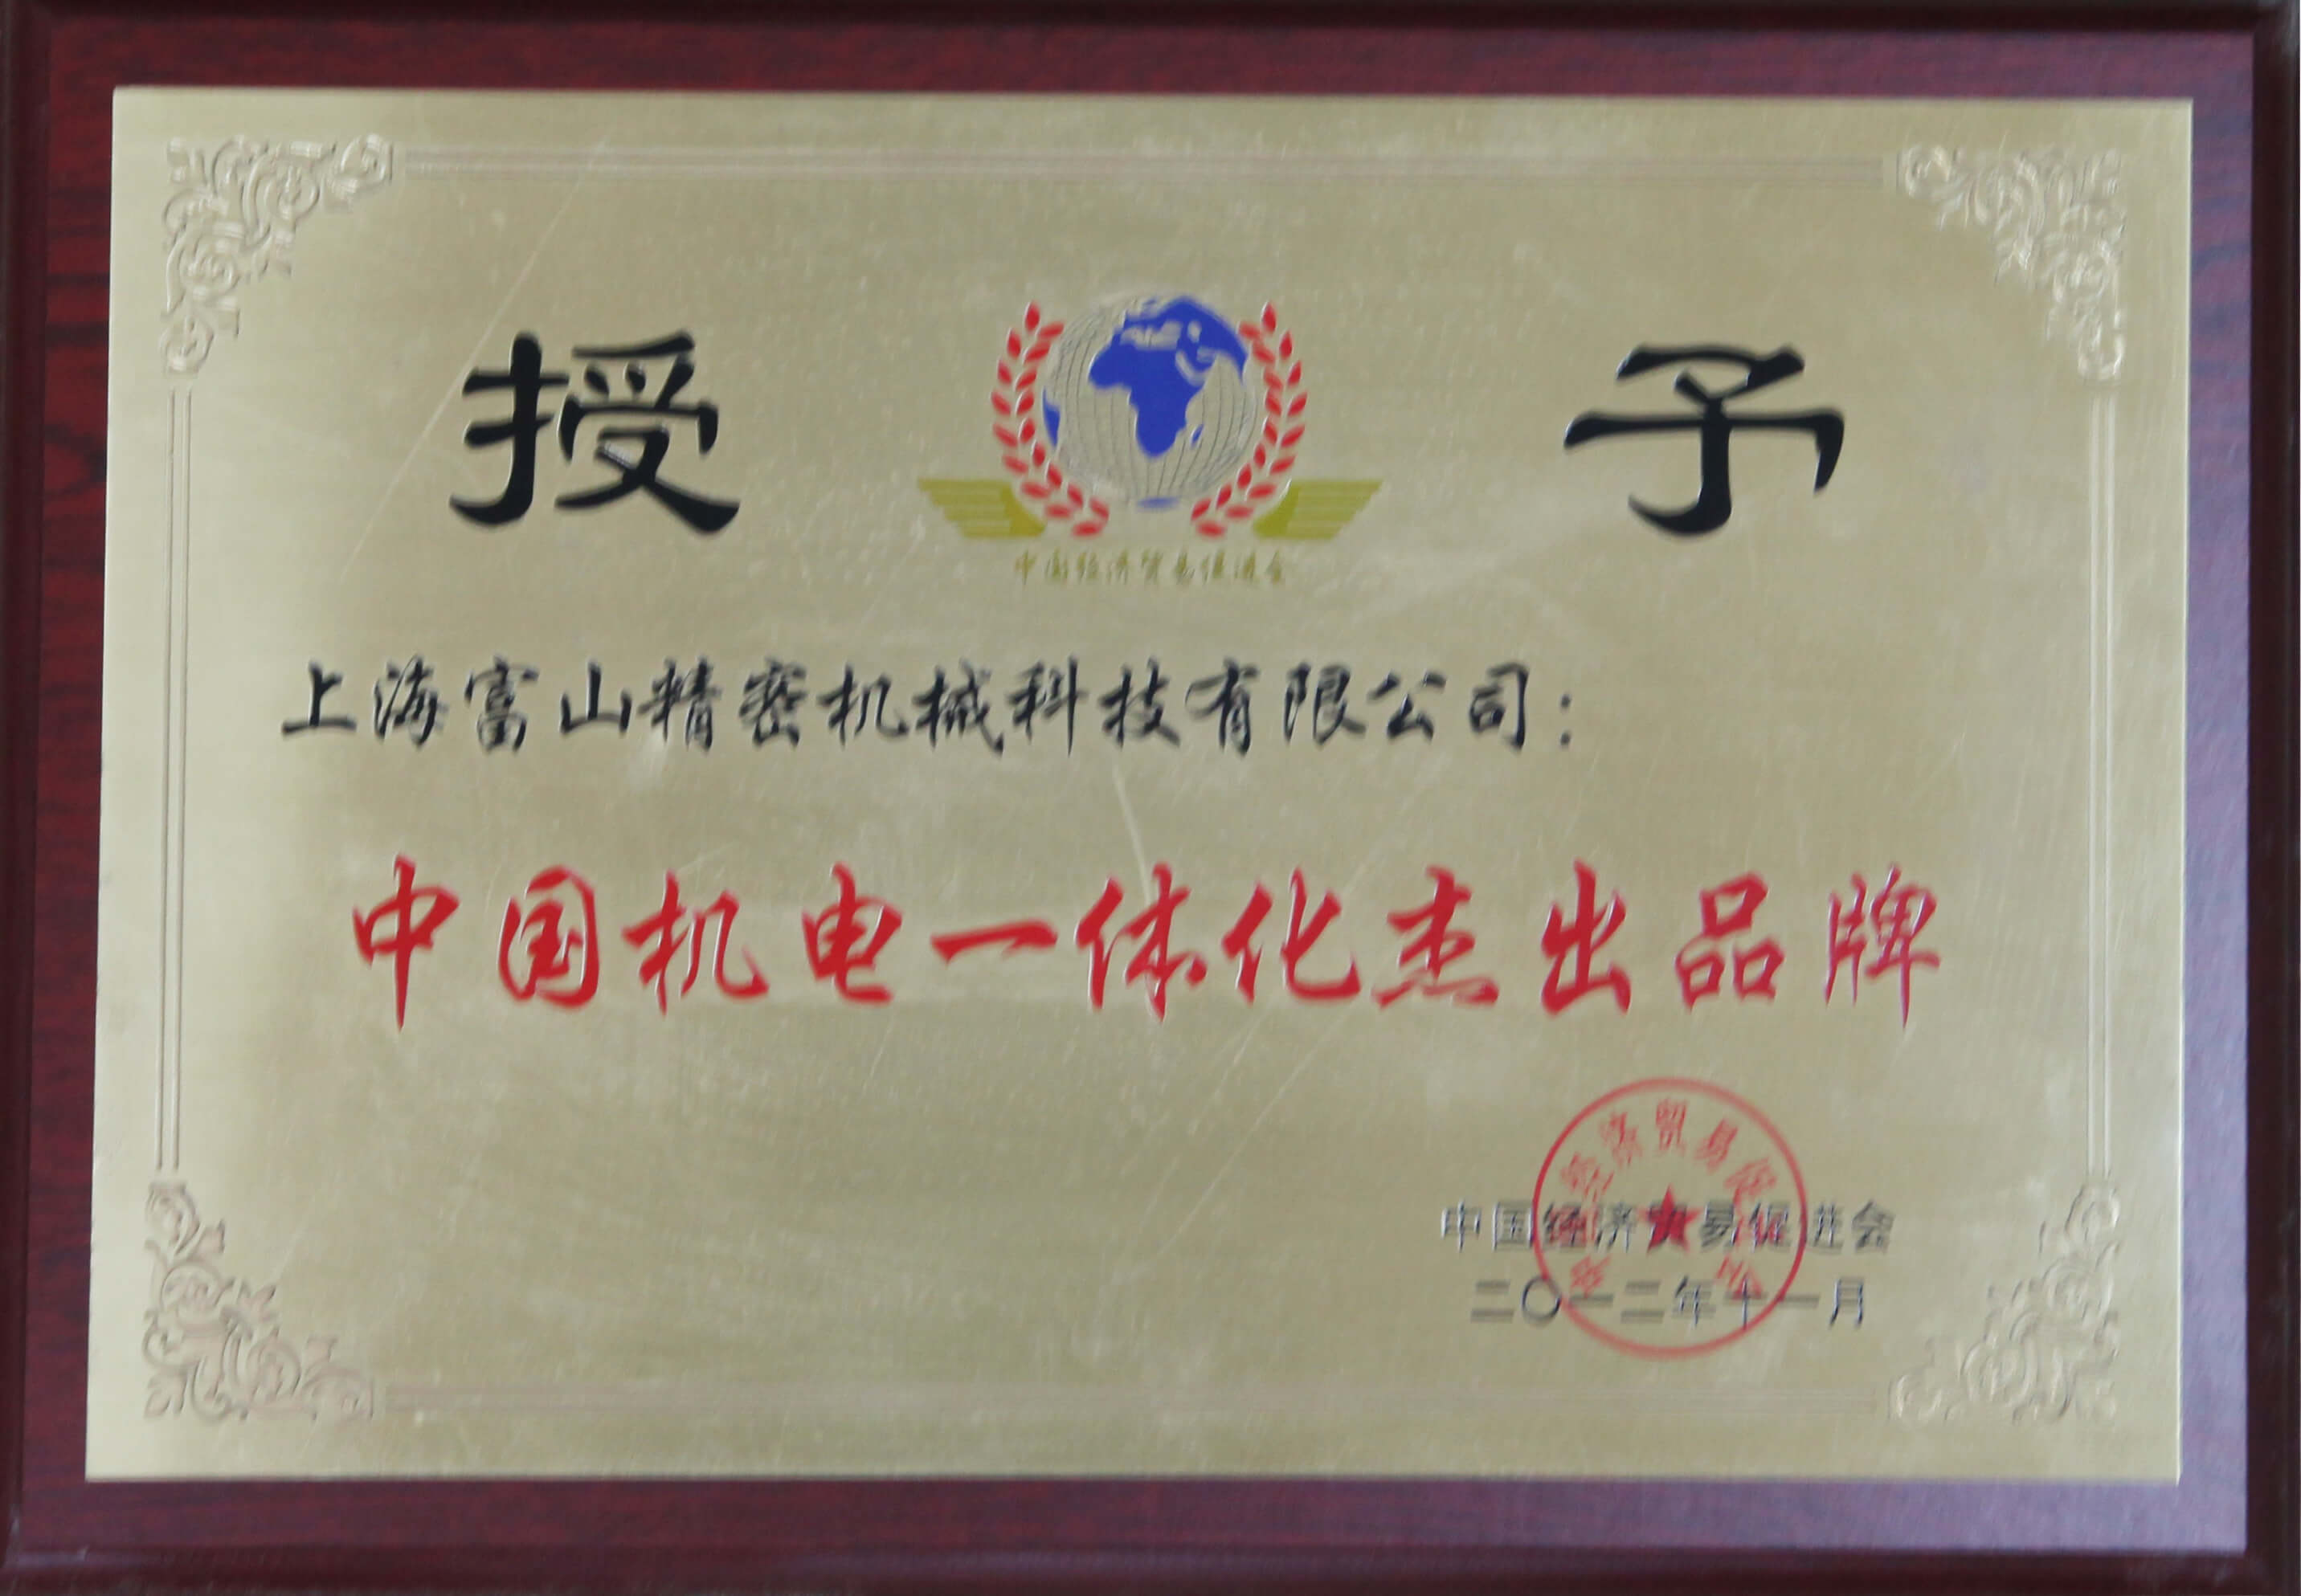 授 予
中国经济贸易促进会
上海富山精密机械科技有限公司：
中国机电一体化杰出品牌
中国经济贸易促进会
二〇一二年十一月